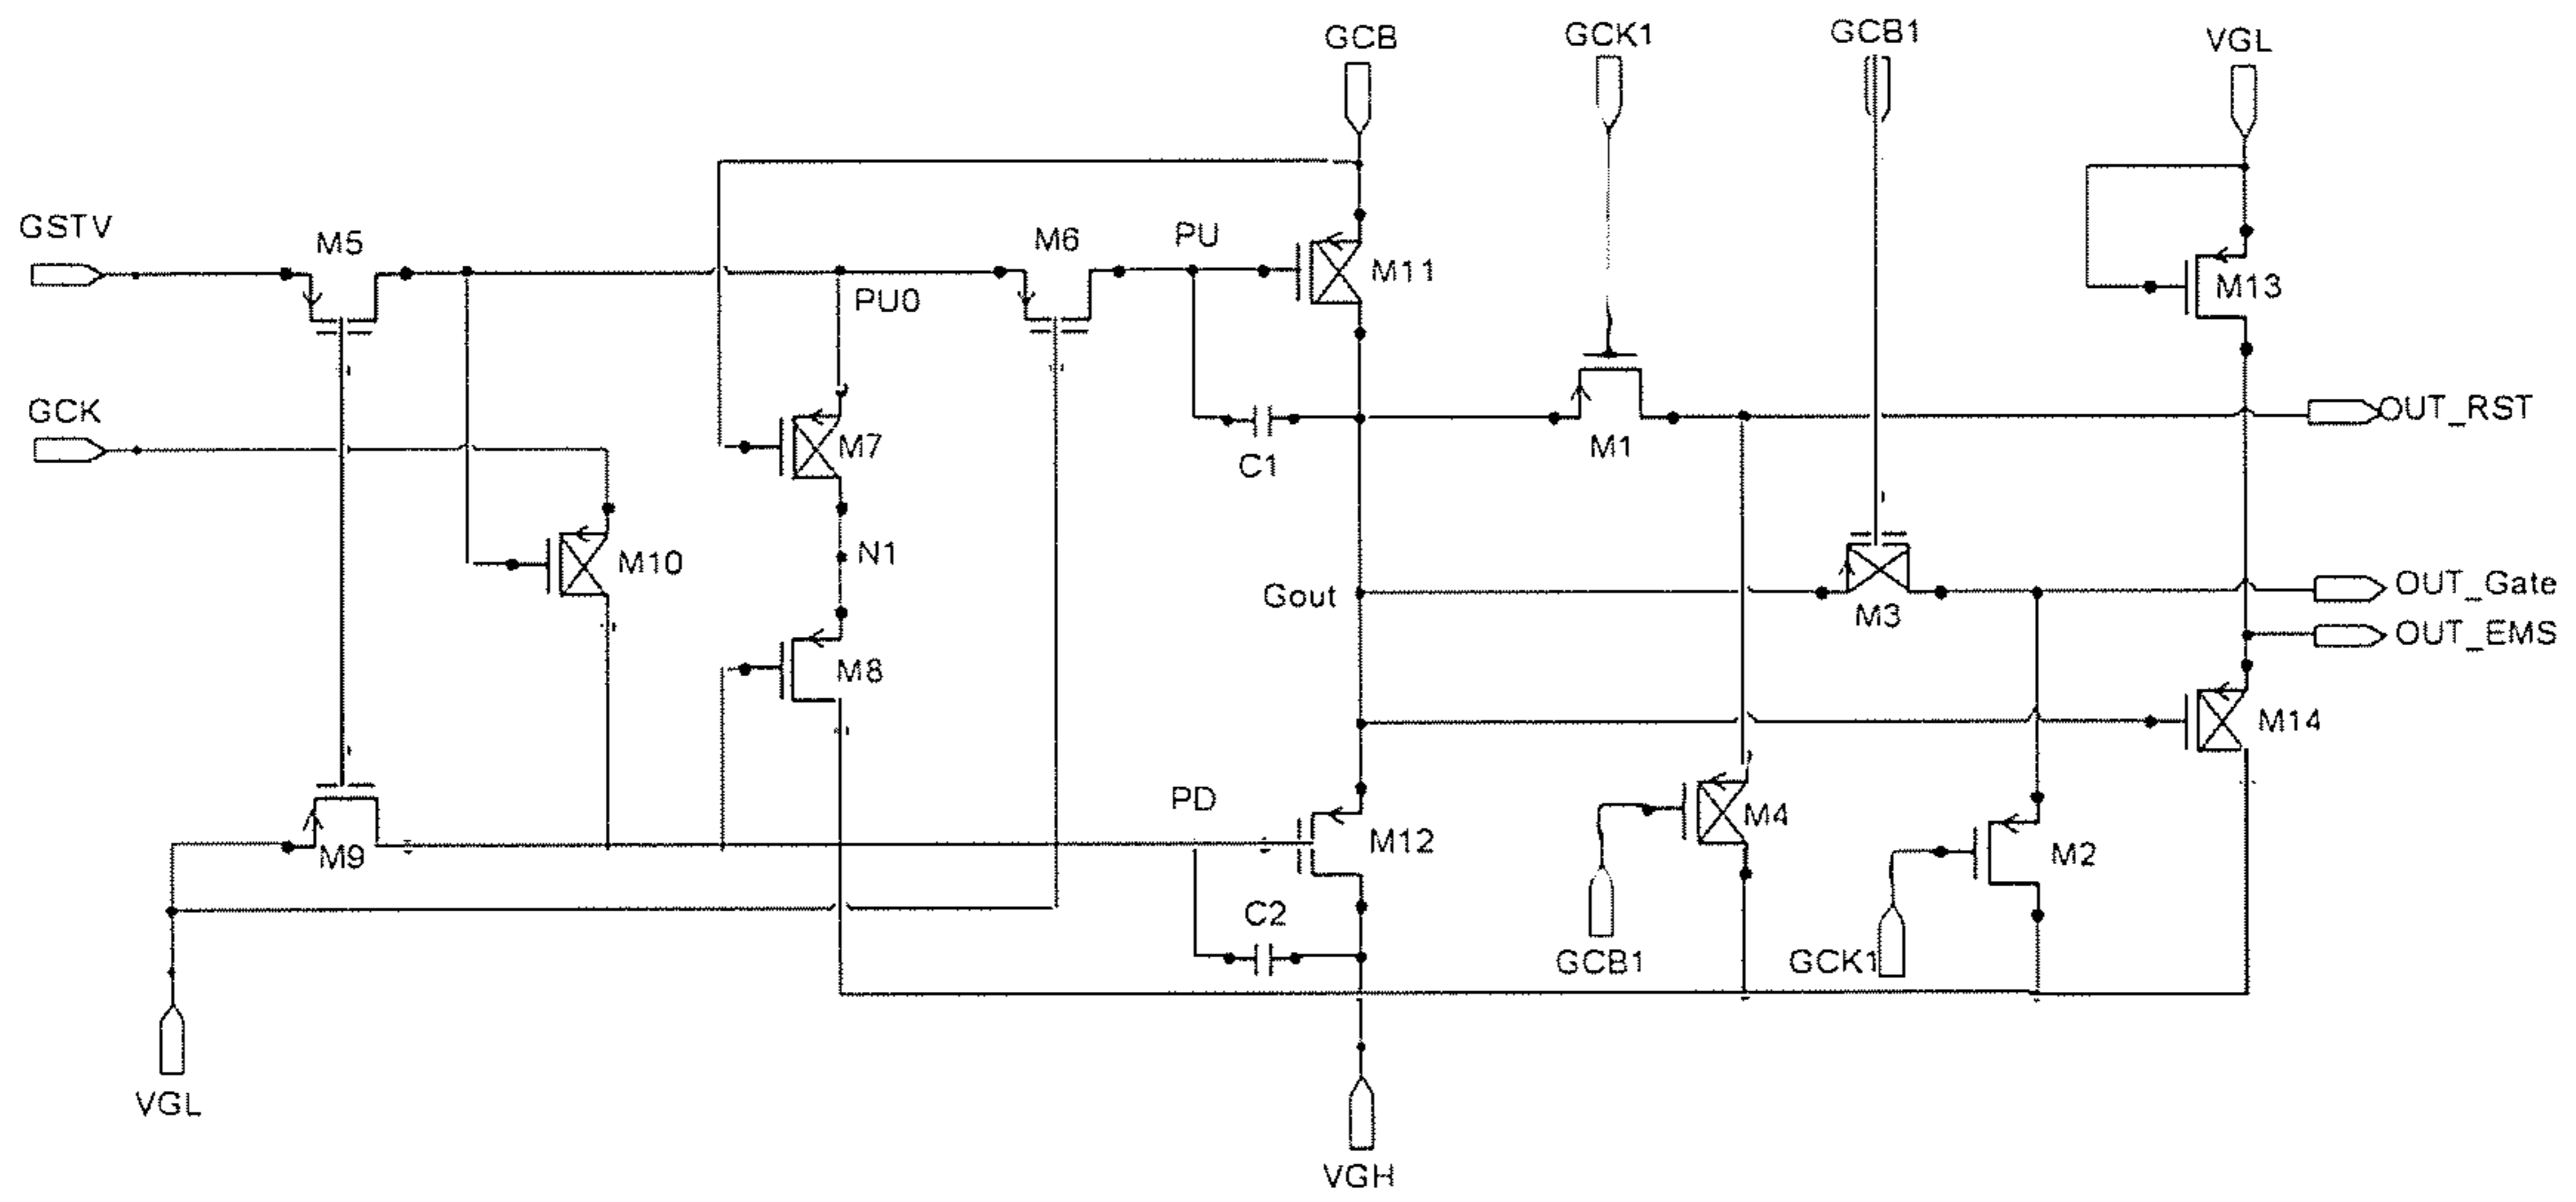 GCB
GCK1
GCB1
VGL
GSTV
M5
M6
PU
M11
M13
PU0
GCK
M7
C1
M1
OUT_RST
M10
N1
Gout
M3
OUT_Gate
OUT_EMS
M8
M14
PD
M9
M12
M4
M2
C2
GCB1
GCK1
VGL
VGH